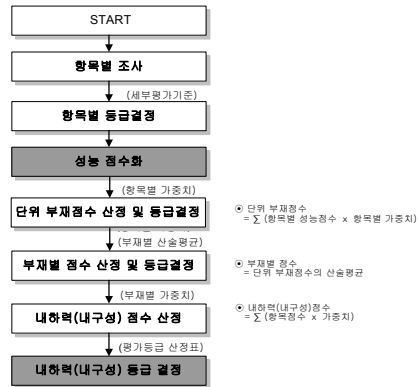 START
항목별 조사
(세부평가기준)
항목별 등급결정
성능 점수화
(항목별 가중치)
단위 부재점수 산정 및 등급결정
⦿ 단위 부재점수
= ∑ (항목별 성능점수 x 항목별 가중치)
(부재별 산술평균)
부재별 점수 산정 및 등급결정
⦿ 부재별 점수
= 단위 부재점수의 산술평균
(부재별 가중치)
내하력(내구성) 점수 산정
⦿ 내하력(내구성)점수
= ∑ (항목점수 x 가중치)
(평가등급 산정표)
내하력(내구성) 등급 결정